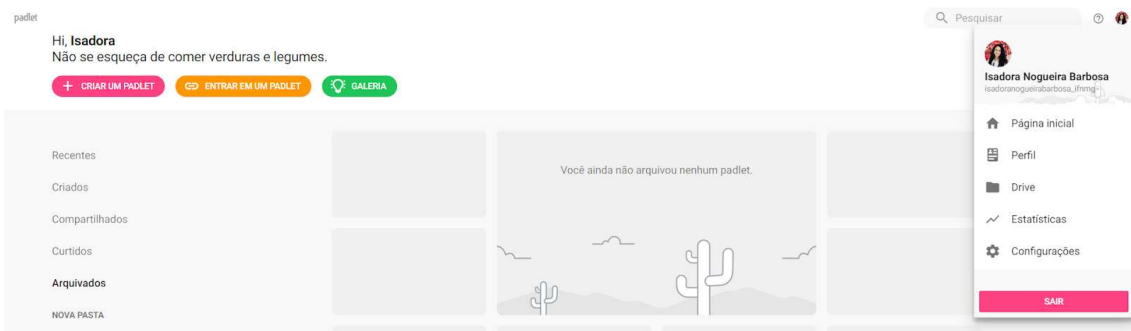 padlet
Pesquisar
Hi, Isadora
Não se esqueça de comer verduras e legumes.
CRIAR UM PADLET
ENTRAR EM UM PADLET
GALERIA
Recentes
Criados
Compartilhados
Curtidos
Arquivados
NOVA PASTA
Você ainda não arquivou nenhum padlet.
Isadora Nogueira Barbosa
isadoranogueirabarbosa_ifnmg-
Página inicial
Perfil
Drive
Estatísticas
Configurações
SAIR